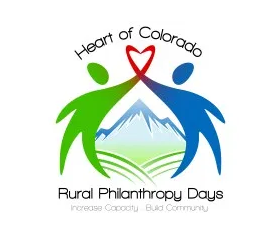 Heart of Colorado
Rural Philanthropy Days
Increase Capacity Build Community